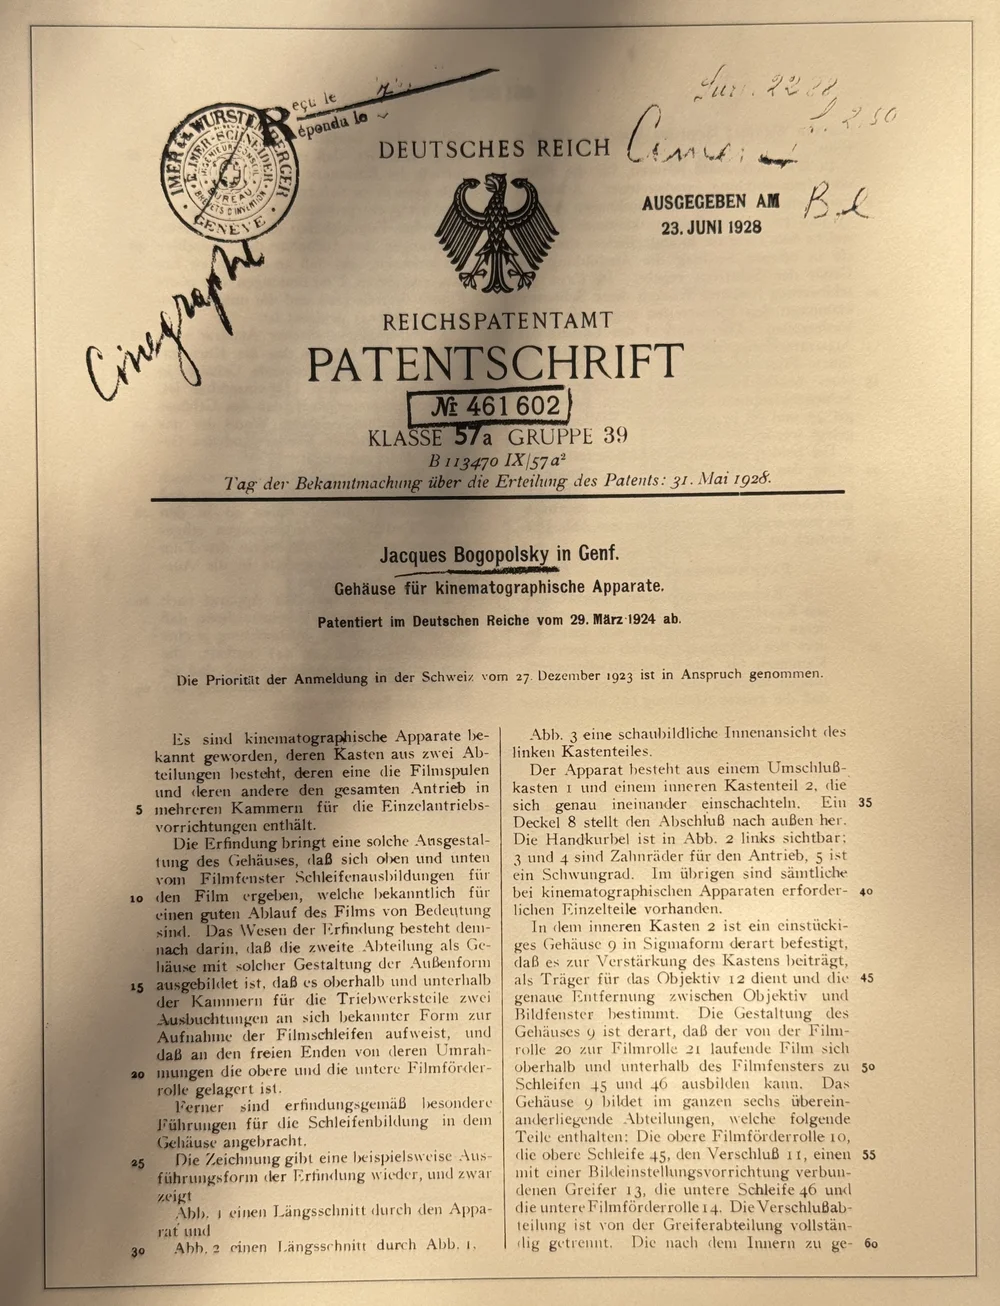 IMER & WURSTEMBERGER
E. IMER-SCHNEIDER
INGENIEUR CONSEIL
BUREAU
BREVETS D'INVENTION
GENÈVE
Reçu le
Répondu le
Cinegraphe
DEUTSCHES REICH
AUSGEGEBEN AM
23. JUNI 1928
REICHSPATENTAMT
PATENTSCHRIFT
№ 461602
KLASSE 57a GRUPPE 39
B 113470 IX/57a²
Tag der Bekanntmachung über die Erteilung des Patents: 31. Mai 1928.
Jacques Bogopolsky in Genf.
Gehäuse für kinematographische Apparate.
Patentiert im Deutschen Reiche vom 29. März 1924 ab.
Die Priorität der Anmeldung in der Schweiz vom 27. Dezember 1923 ist in Anspruch genommen.
Es sind kinematographische Apparate be-
kannt geworden, deren Kasten aus zwei Ab-
teilungen besteht, deren eine die Filmspulen
und deren andere den gesamten Antrieb in
5 mehreren Kammern für die Einzelantriebs-
vorrichtungen enthält.
Die Erfindung bringt eine solche Ausgestal-
tung des Gehäuses, daß sich oben und unten
vom Filmfenster Schleifenausbildungen für
10 den Film ergeben, welche bekanntlich für
einen guten Ablauf des Films von Bedeutung
sind. Das Wesen der Erfindung besteht dem-
nach darin, daß die zweite Abteilung als Ge-
häuse mit solcher Gestaltung der Außenform
15 ausgebildet ist, daß es oberhalb und unterhalb
der Kammern für die Triebwerksteile zwei
Ausbuchtungen an sich bekannter Form zur
Aufnahme der Filmschleifen aufweist, und
daß an den freien Enden von deren Umrah-
20 mungen die obere und die untere Filmförder-
rolle gelagert ist.
Ferner sind erfindungsgemäß besondere
Führungen für die Schleifenbildung in dem
Gehäuse angebracht.
25 Die Zeichnung gibt eine beispielsweise Aus-
führungsform der Erfindung wieder, und zwar
zeigt
Abb. 1 einen Längsschnitt durch den Appa-
rat und
30 Abb. 2 einen Längsschnitt durch Abb. 1,
Abb. 3 eine schaubildliche Innenansicht des
linken Kastenteiles.
Der Apparat besteht aus einem Umschluß-
kasten 1 und einem inneren Kastenteil 2, die
sich genau ineinander einschachteln. Ein 35
Deckel 8 stellt den Abschluß nach außen her.
Die Handkurbel ist in Abb. 2 links sichtbar;
3 und 4 sind Zahnräder für den Antrieb, 5 ist
ein Schwungrad. Im übrigen sind sämtliche
bei kinematographischen Apparaten erforder- 40
lichen Einzelteile vorhanden.
In dem inneren Kasten 2 ist ein einstücki-
ges Gehäuse 9 in Sigmaform derart befestigt,
daß es zur Verstärkung des Kastens beiträgt,
als Träger für das Objektiv 12 dient und die 45
genaue Entfernung zwischen Objektiv und
Bildfenster bestimmt. Die Gestaltung des
Gehäuses 9 ist derart, daß der von der Film-
rolle 20 zur Filmrolle 21 laufende Film sich
oberhalb und unterhalb des Filmfensters zu 50
Schleifen 45 und 46 ausbilden kann. Das
Gehäuse 9 bildet im ganzen sechs überein-
anderliegende Abteilungen, welche folgende
Teile enthalten: Die obere Filmförderrolle 10,
die obere Schleife 45, den Verschluß 11, einen 55
mit einer Bildeinstellungsvorrichtung verbun-
denen Greifer 13, die untere Schleife 46 und
die untere Filmförderrolle 14. Die Verschlußab-
teilung ist von der Greiferabteilung vollstän-
dig getrennt. Die nach dem Innern zu ge- 60